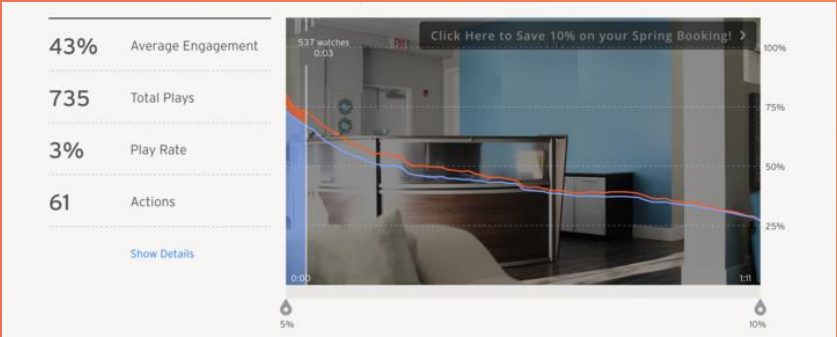 43% Average Engagement
735 Total Plays
3% Play Rate
61 Actions
Show Details
Click Here to Save 10% on your Spring Booking! >
537 watches
0:03
100%
75%
50%
25%
0:00
1:11
5%
10%